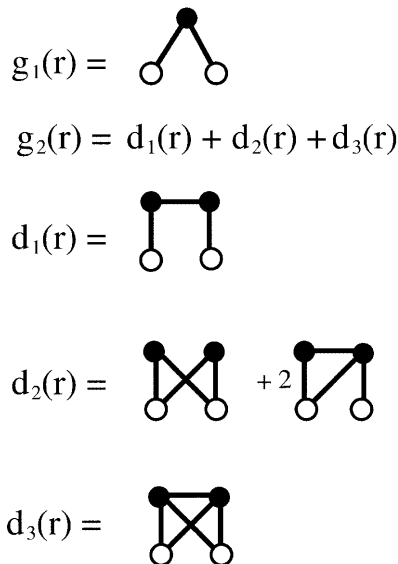 g₁(r) =
g₂(r) = d₁(r) + d₂(r) + d₃(r)
d₁(r) =
d₂(r) = + 2
d₃(r) =